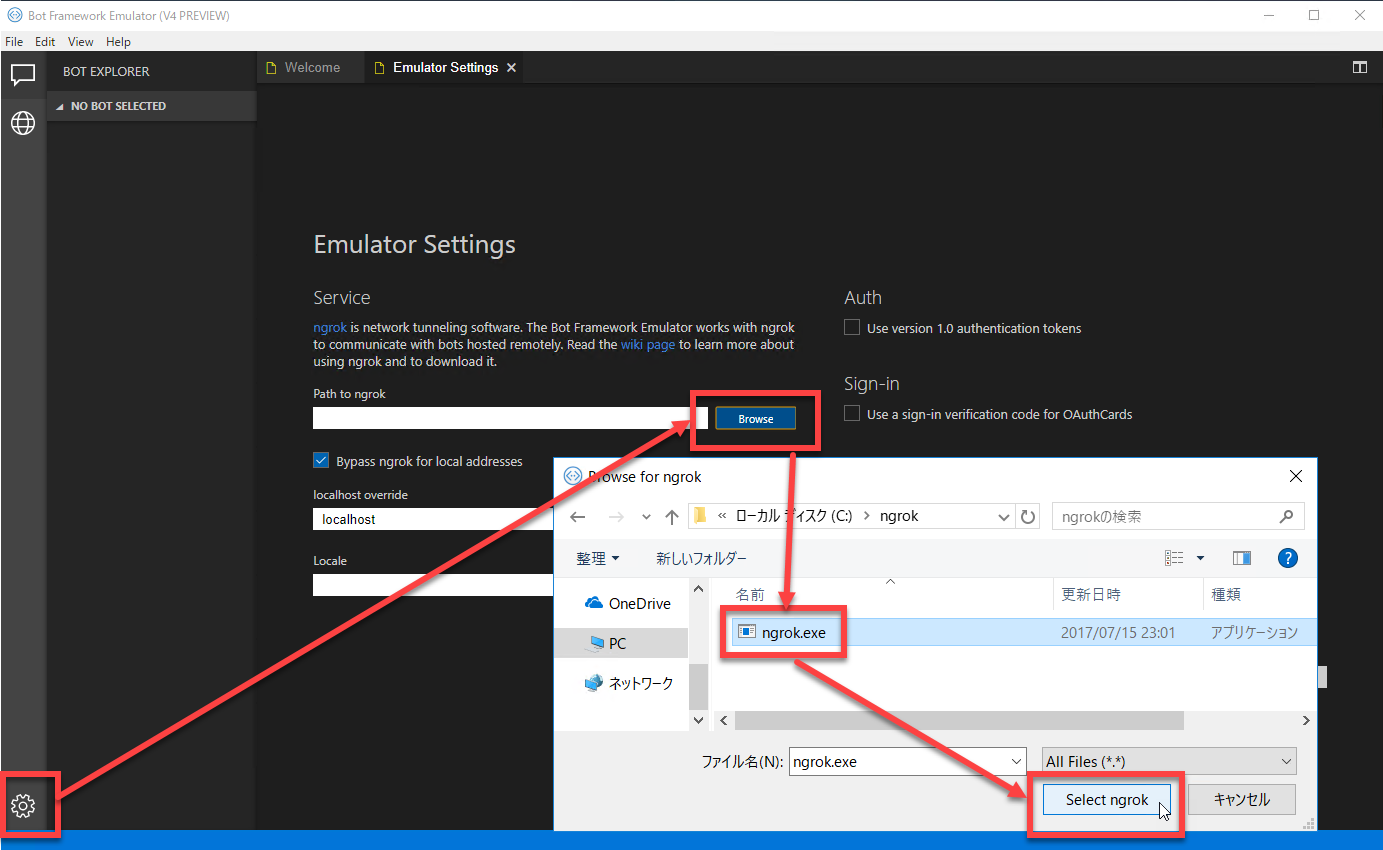 Bot Framework Emulator (V4 PREVIEW)
File Edit View Help
BOT EXPLORER
NO BOT SELECTED
Welcome
Emulator Settings
Emulator Settings
Service
ngrok is network tunneling software. The Bot Framework Emulator works with ngrok
to communicate with bots hosted remotely. Read the wiki page to learn more about
using ngrok and to download it.
Path to ngrok
Browse
Bypass ngrok for local addresses
localhost override
localhost
Locale
Auth
Use version 1.0 authentication tokens
Sign-in
Use a sign-in verification code for OAuthCards
Browse for ngrok
« ローカル ディスク (C:) > ngrok
ngrokの検索
整理 新しいフォルダー
OneDrive
PC
ネットワーク
名前 更新日時 種類
ngrok.exe 2017/07/15 23:01 アプリケーション
ファイル名(N): ngrok.exe All Files (*.*)
Select ngrok キャンセル